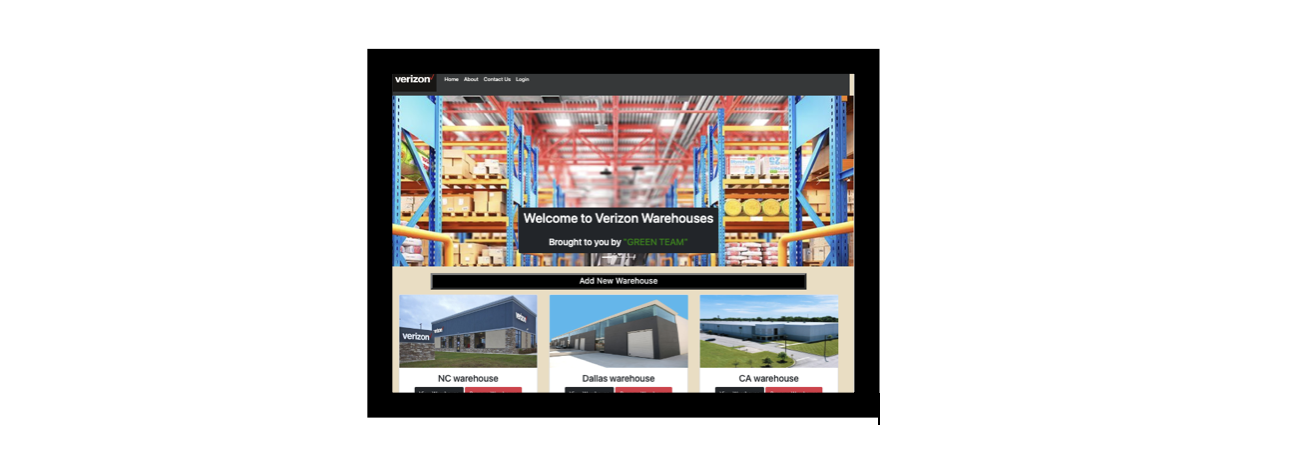 verizon
Home About Contact Us Login
Welcome to Verizon Warehouses
Brought to you by "GREEN TEAM"
Add New Warehouse
verizon
NC warehouse Dallas warehouse CA warehouse